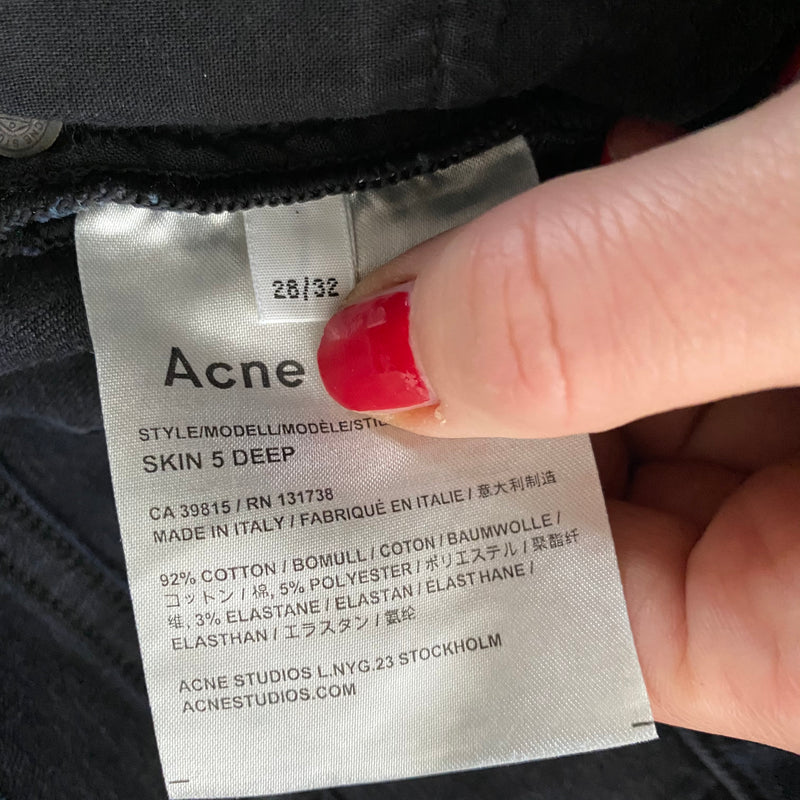 28/32
Acne
STYLE/MODELL/MODÈLE/STIL
SKIN 5 DEEP
CA 39815 / RN 131738
MADE IN ITALY / FABRIQUÉ EN ITALIE / 意大利制造
92% COTTON / BOMULL / COTON / BAUMWOLLE /
コットン / 棉, 5% POLYESTER / ポリエステル / 聚酯纤
维, 3% ELASTANE / ELASTAN / ELAST HANE /
ELASTHAN / エラスタン / 氨纶
ACNE STUDIOS L.NYG.23 STOCKHOLM
ACNESTUDIOS.COM